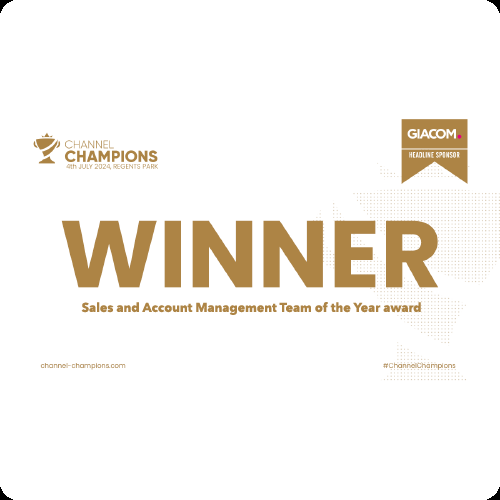 CHANNEL
CHAMPIONS
4th JULY 2024, REGENTS PARK
GIACOM.
HEADLINE SPONSOR
WINNER
Sales and Account Management Team of the Year award
channel-champions.com
#ChannelChampions